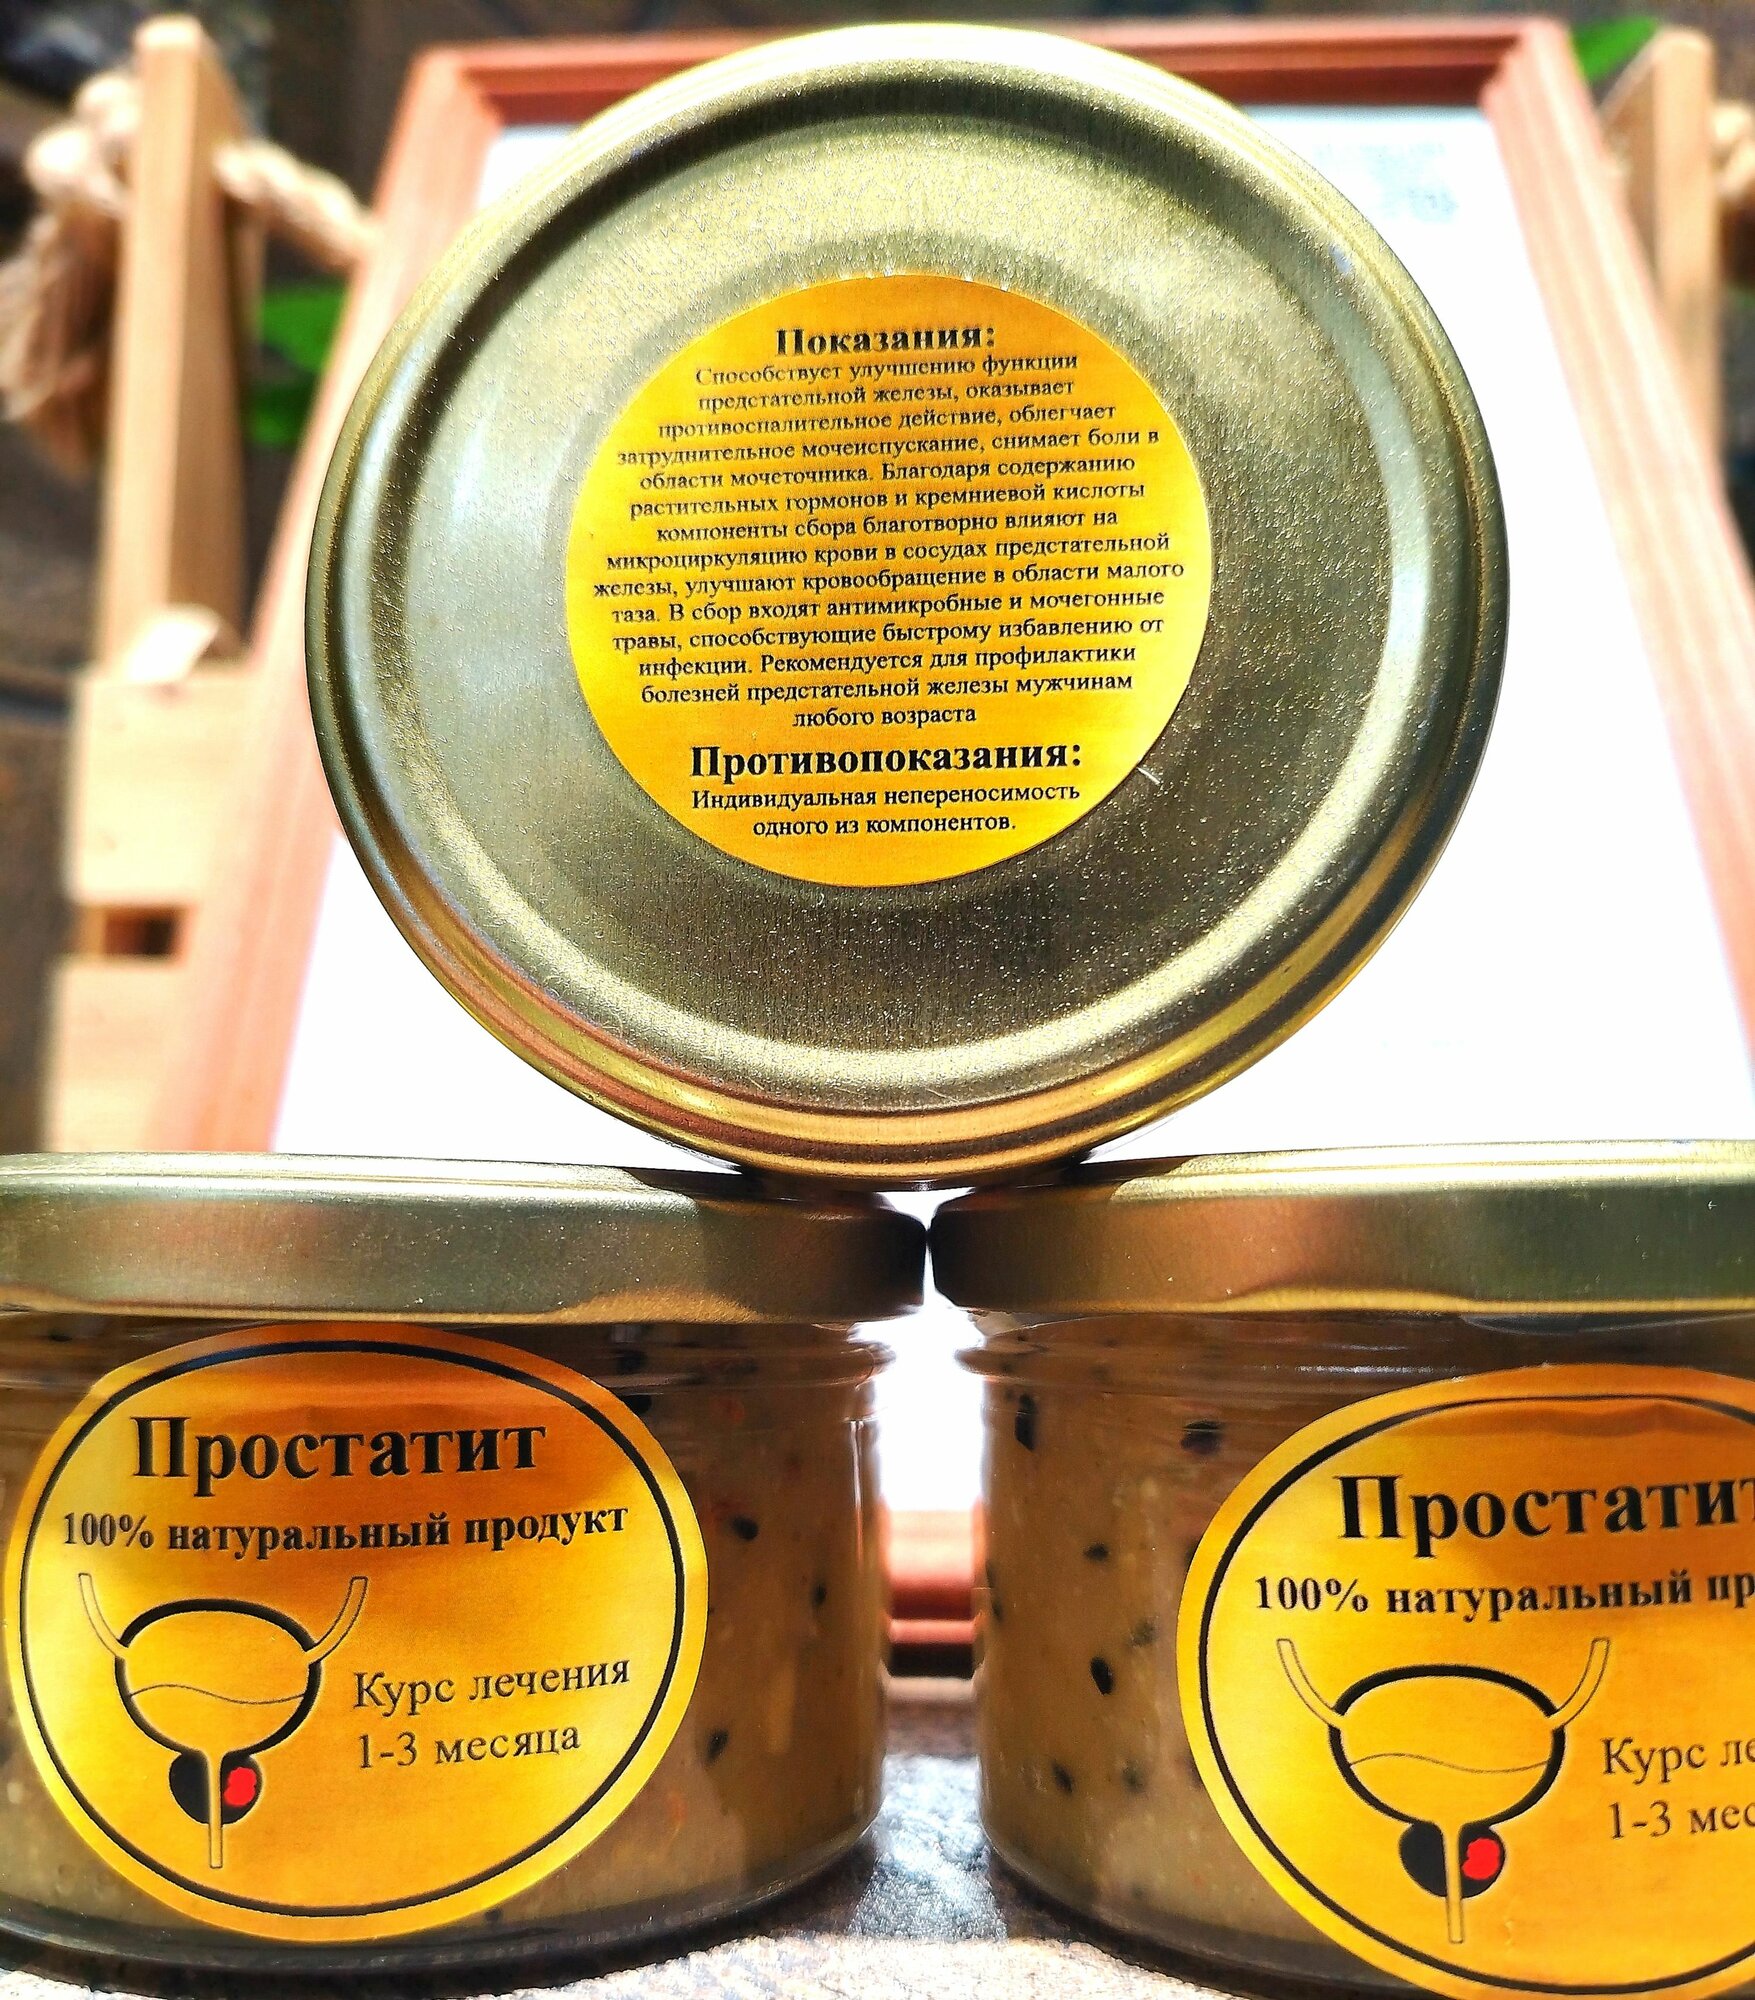 Показания:
Способствует улучшению функции
предстательной железы, оказывает
противоспалительное действие, облегчает
затруднительное мочеиспускание, снимает боли в
области мочеточника. Благодаря содержанию
растительных гормонов и кремниевой кислоты
компоненты сбора благотворно влияют на
микроциркуляцию крови в сосудах предстательной
железы, улучшают кровообращение в области малого
таза. В сбор входят антимикробные и мочегонные
травы, способствующие быстрому избавлению от
инфекции. Рекомендуется для профилактики
болезней предстательной железы мужчинам
любого возраста
Противопоказания:
Индивидуальная непереносимость
одного из компонентов.
Простатит
100% натуральный продукт
Курс лечения
1-3 месяца
Простатит
100% натуральный пр
Курс ле
1-3 мес